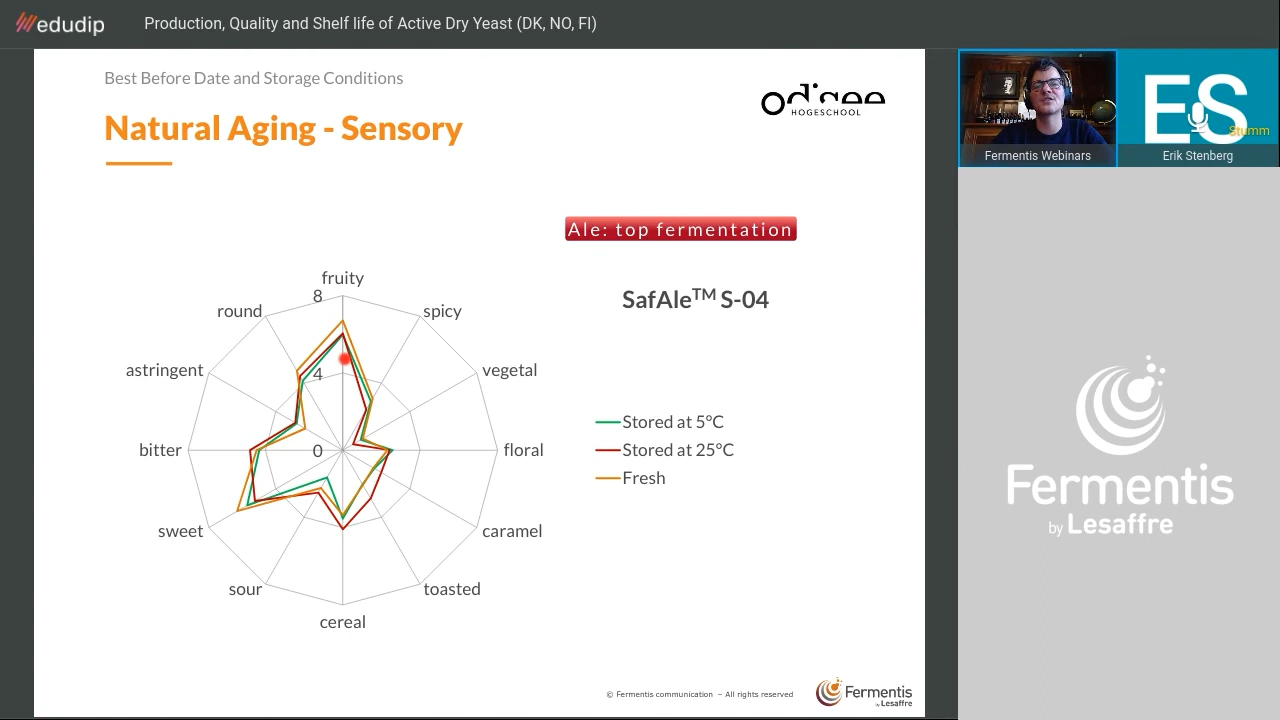 edudip
Production, Quality and Shelf life of Active Dry Yeast (DK, NO, FI)
Best Before Date and Storage Conditions
Natural Aging - Sensory
odisee
HOGESCHOOL
Ale: top fermentation
SafAle™ S-04
fruity
8
round
spicy
astringent
4
vegetal
bitter
0
floral
sweet
caramel
sour
toasted
cereal
Stored at 5°C
Stored at 25°C
Fresh
© Fermentis communication – All rights reserved
Fermentis
by Lesaffre
ES
Stumm
Fermentis Webinars
Erik Stenberg
Fermentis
by Lesaffre